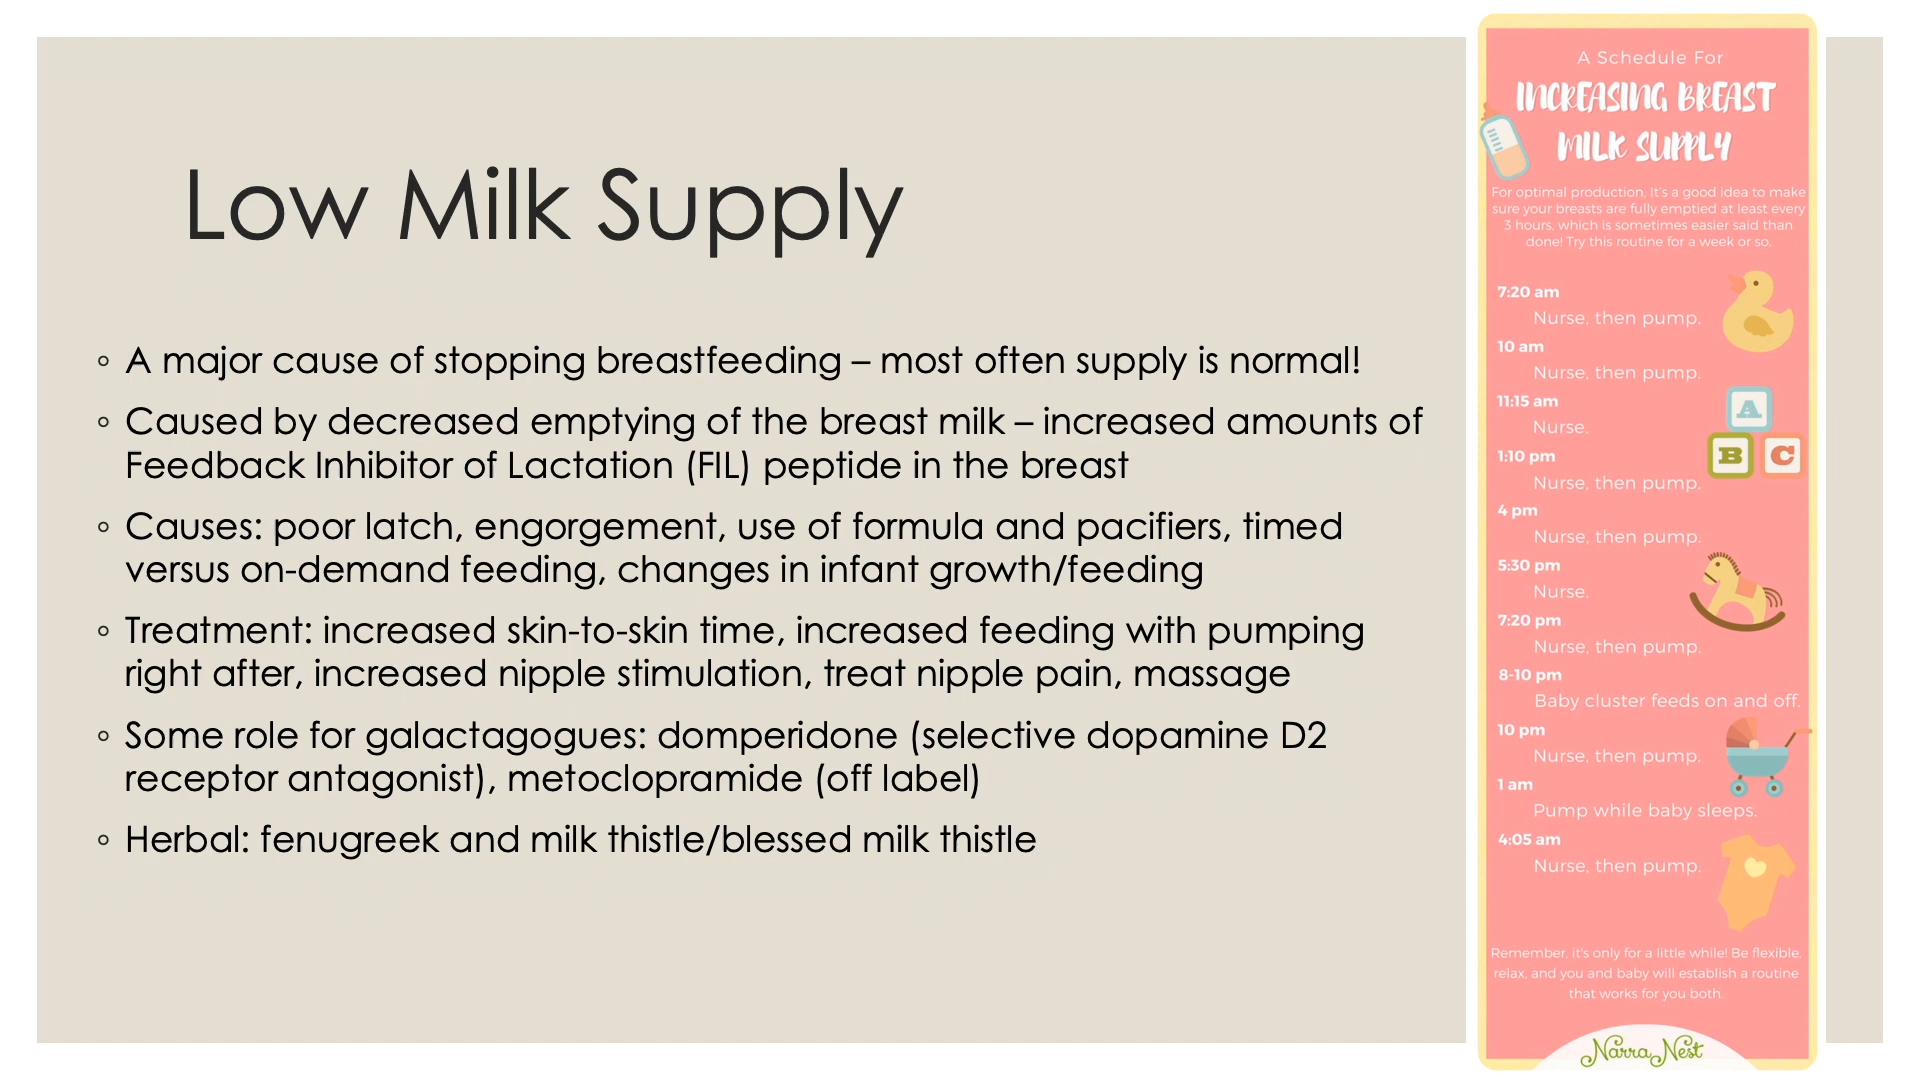 Low Milk Supply
◦ A major cause of stopping breastfeeding – most often supply is normal!
◦ Caused by decreased emptying of the breast milk – increased amounts of
Feedback Inhibitor of Lactation (FIL) peptide in the breast
◦ Causes: poor latch, engorgement, use of formula and pacifiers, timed
versus on-demand feeding, changes in infant growth/feeding
◦ Treatment: increased skin-to-skin time, increased feeding with pumping
right after, increased nipple stimulation, treat nipple pain, massage
◦ Some role for galactagogues: domperidone (selective dopamine D2
receptor antagonist), metoclopramide (off label)
◦ Herbal: fenugreek and milk thistle/blessed milk thistle
A Schedule For
INCREASING BREAST
MILK SUPPLY
For optimal production, It's a good idea to make
sure your breasts are fully emptied at least every
3 hours, which is sometimes easier said than
done! Try this routine for a week or so.
7:20 am
Nurse, then pump.
10 am
Nurse, then pump.
11:15 am
Nurse.
A
B C
1:10 pm
Nurse, then pump.
4 pm
Nurse, then pump.
5:30 pm
Nurse.
7:20 pm
Nurse, then pump.
8-10 pm
Baby cluster feeds on and off.
10 pm
Nurse, then pump.
1 am
Pump while baby sleeps.
4:05 am
Nurse, then pump.
Remember, it's only for a little while! Be flexible,
relax, and you and baby will establish a routine
that works for you both.
Narra Nest